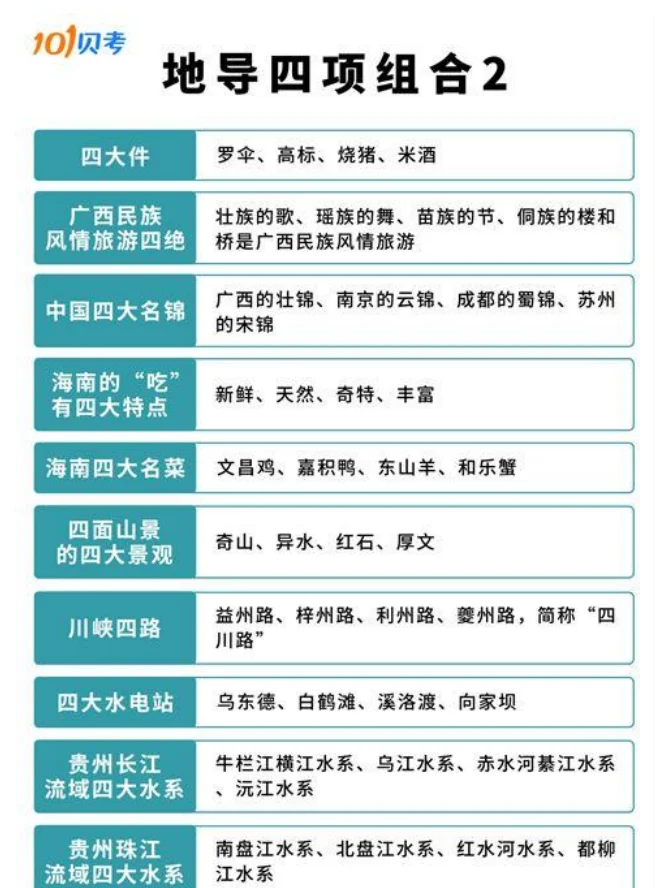 101贝考
地导四项组合2
四大件
罗伞、高标、烧猪、米酒
广西民族
风情旅游四绝
壮族的歌、瑶族的舞、苗族的节、侗族的楼和
桥是广西民族风情旅游
中国四大名锦
广西的壮锦、南京的云锦、成都的蜀锦、苏州
的宋锦
海南的“吃”
有四大特点
新鲜、天然、奇特、丰富
海南四大名菜
文昌鸡、嘉积鸭、东山羊、和乐蟹
四面山景
的四大景观
奇山、异水、红石、厚文
川峡四路
益州路、梓州路、利州路、夔州路，简称“四
川路”
四大水电站
乌东德、白鹤滩、溪洛渡、向家坝
贵州长江
流域四大水系
牛栏江横江水系、乌江水系、赤水河綦江水系
、沅江水系
贵州珠江
流域四大水系
南盘江水系、北盘江水系、红水河水系、都柳
江水系